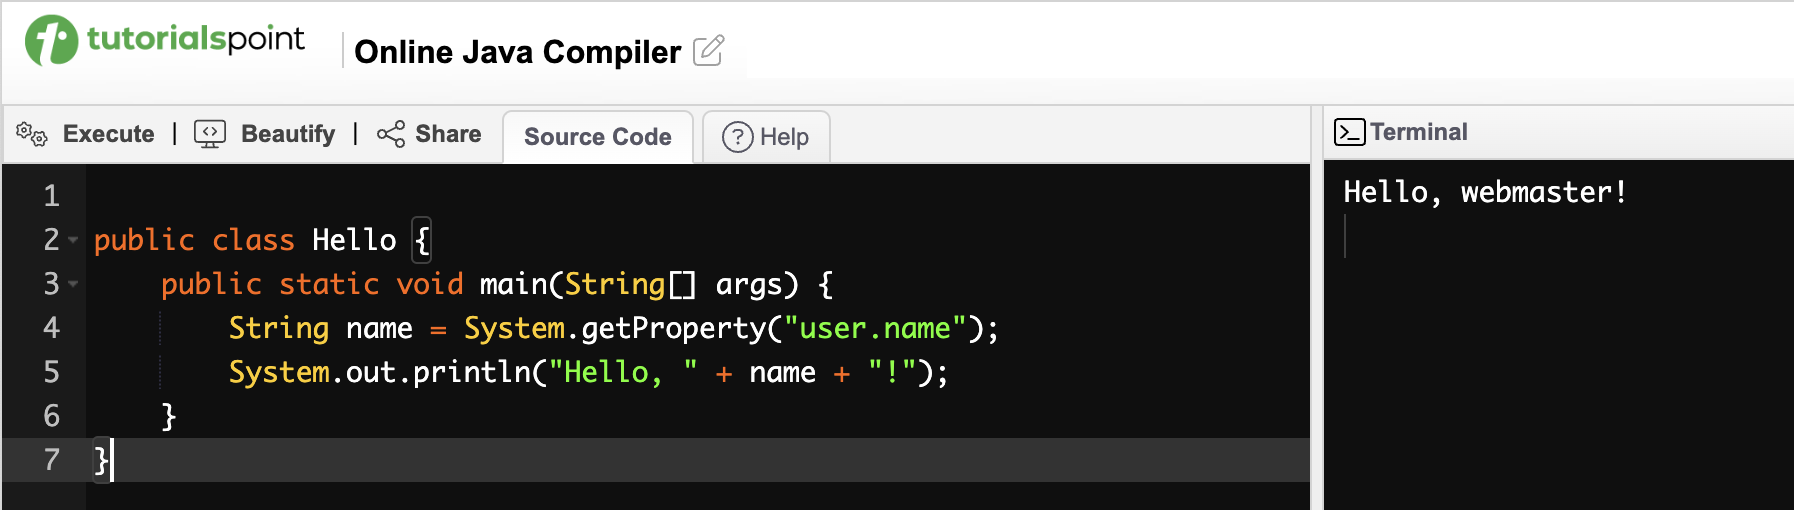 tutorialspoint
Online Java Compiler
Execute | Beautify | Share Source Code ? Help
1
2 public class Hello {
3     public static void main(String[] args) {
4         String name = System.getProperty("user.name");
5         System.out.println("Hello, " + name + "!");
6     }
7 }
Terminal
Hello, webmaster!